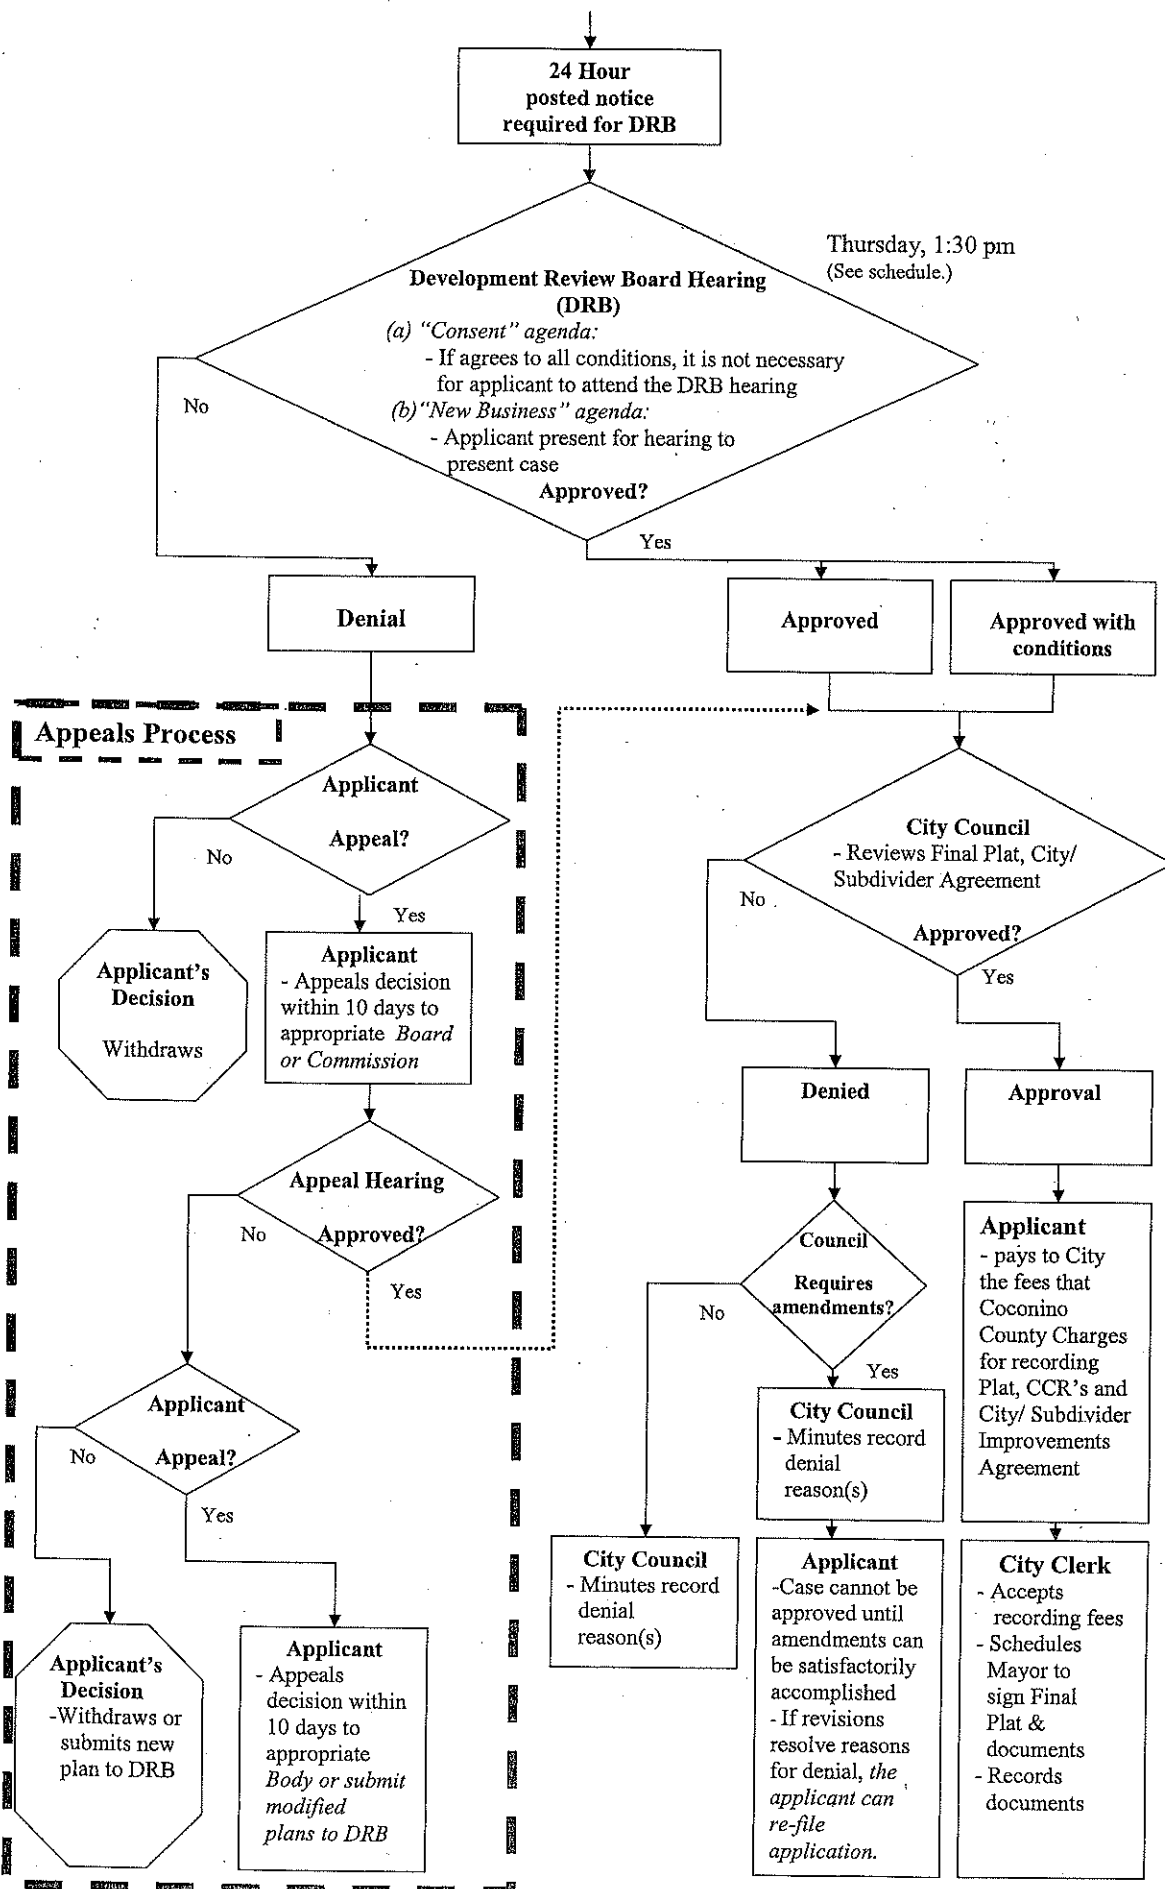 24 Hour
posted notice
required for DRB
Thursday, 1:30 pm
(See schedule.)
Development Review Board Hearing
(DRB)
(a) "Consent" agenda:
- If agrees to all conditions, it is not necessary
for applicant to attend the DRB hearing
(b) "New Business" agenda:
- Applicant present for hearing to
present case
Approved?
No
Yes
Denial
Approved
Approved with
conditions
Appeals Process
Applicant
Appeal?
No
Yes
Applicant's
Decision
Withdraws
Applicant
- Appeals decision
within 10 days to
appropriate Board
or Commission
Appeal Hearing
Approved?
No
Yes
Applicant
Appeal?
No
Yes
Applicant's
Decision
-Withdraws or
submits new
plan to DRB
Applicant
- Appeals
decision within
10 days to
appropriate
Body or submit
modified
plans to DRB
City Council
- Reviews Final Plat, City/
Subdivider Agreement
Approved?
No
Yes
Denied
Approval
Council
Requires
amendments?
No
Yes
City Council
- Minutes record
denial
reason(s)
City Council
- Minutes record
denial
reason(s)
Applicant
-Case cannot be
approved until
amendments can
be satisfactorily
accomplished
- If revisions
resolve reasons
for denial, the
applicant can
re-file
application.
Applicant
- pays to City
the fees that
Coconino
County Charges
for recording
Plat, CCR's and
City/ Subdivider
Improvements
Agreement
City Clerk
- Accepts
recording fees
- Schedules
Mayor to
sign Final
Plat &
documents
- Records
documents